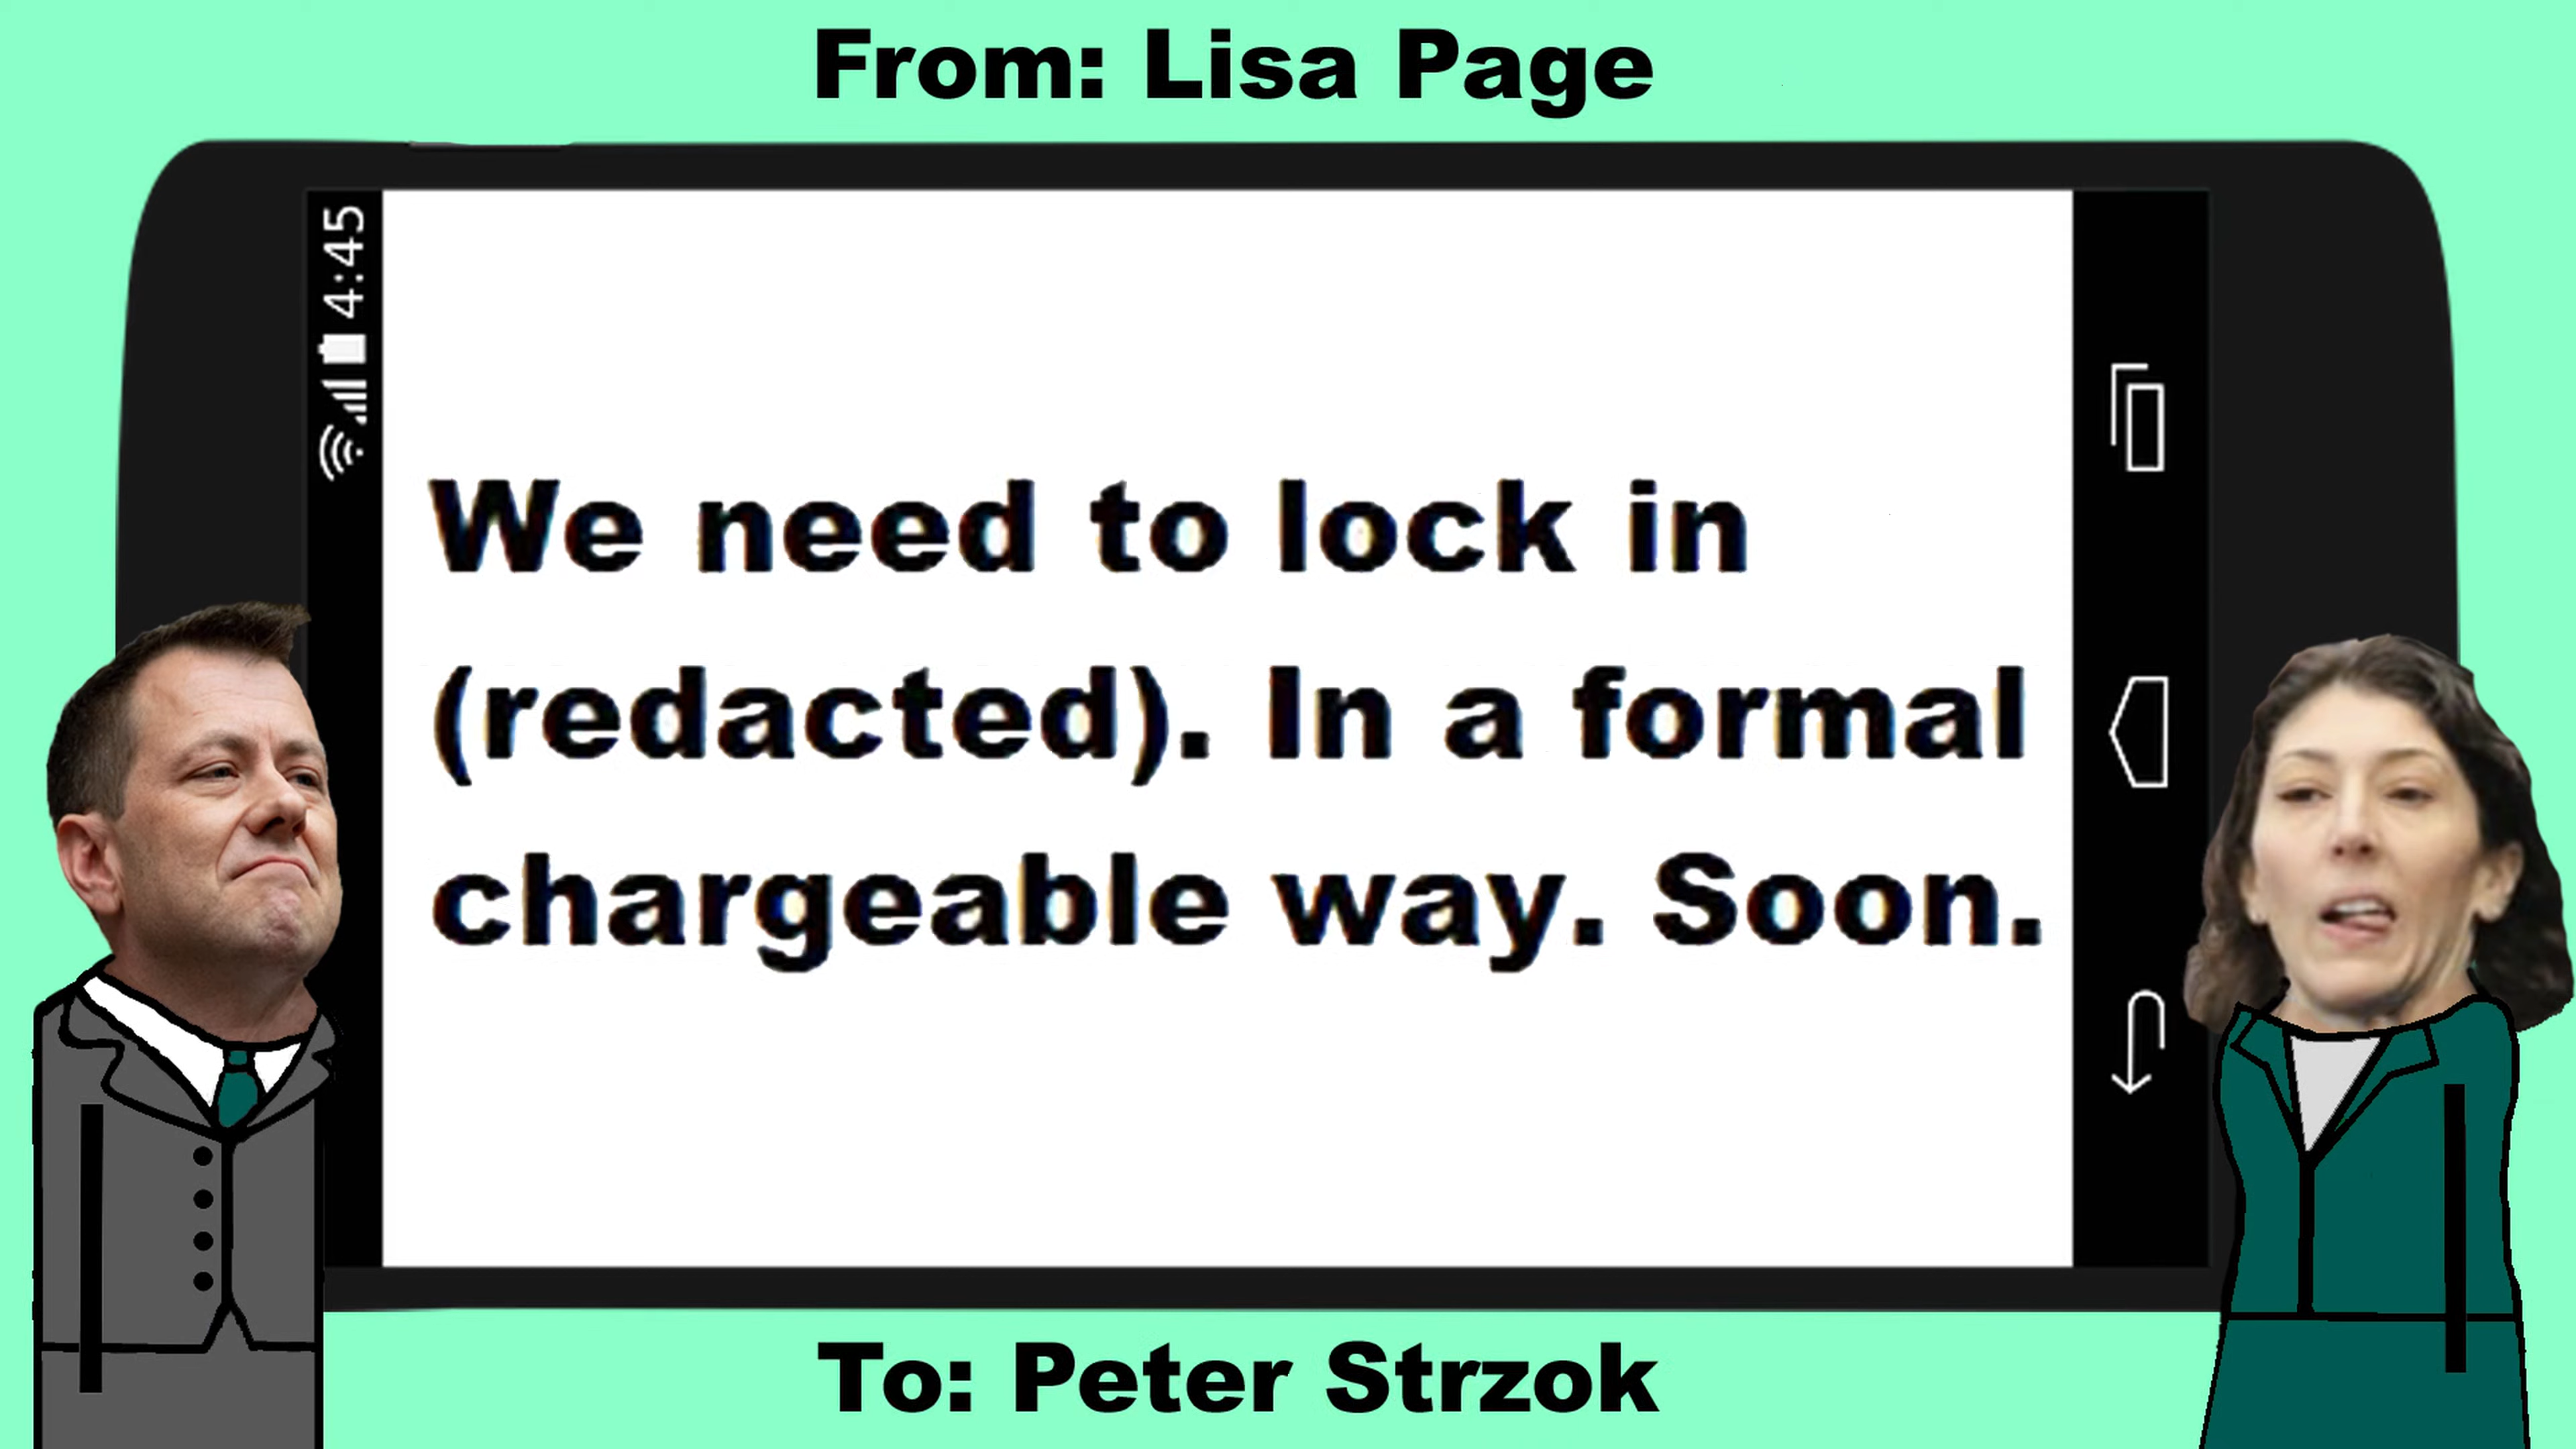 From: Lisa Page
4:45
We need to lock in
(redacted). In a formal
chargeable way. Soon.
To: Peter Strzok